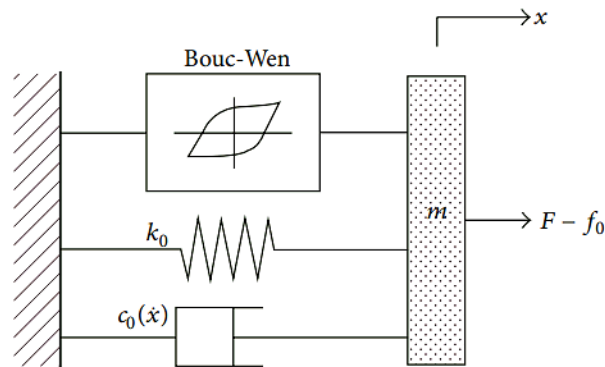 x
Bouc-Wen
m
F − f₀
k₀
c₀(ẋ)